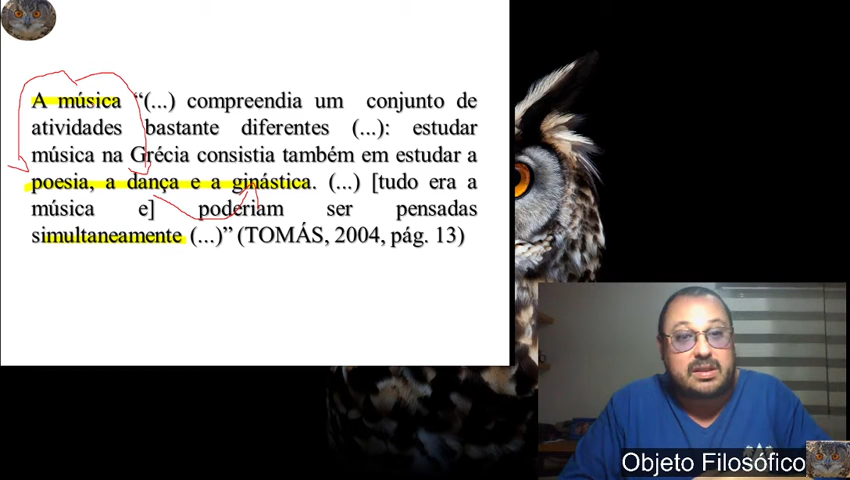 A música “(...) compreendia um conjunto de
atividades bastante diferentes (...): estudar
música na Grécia consistia também em estudar a
poesia, a dança e a ginástica. (...) [tudo era a
música e] poderiam ser pensadas
simultaneamente (...)” (TOMÁS, 2004, pág. 13)
Objeto Filosófico